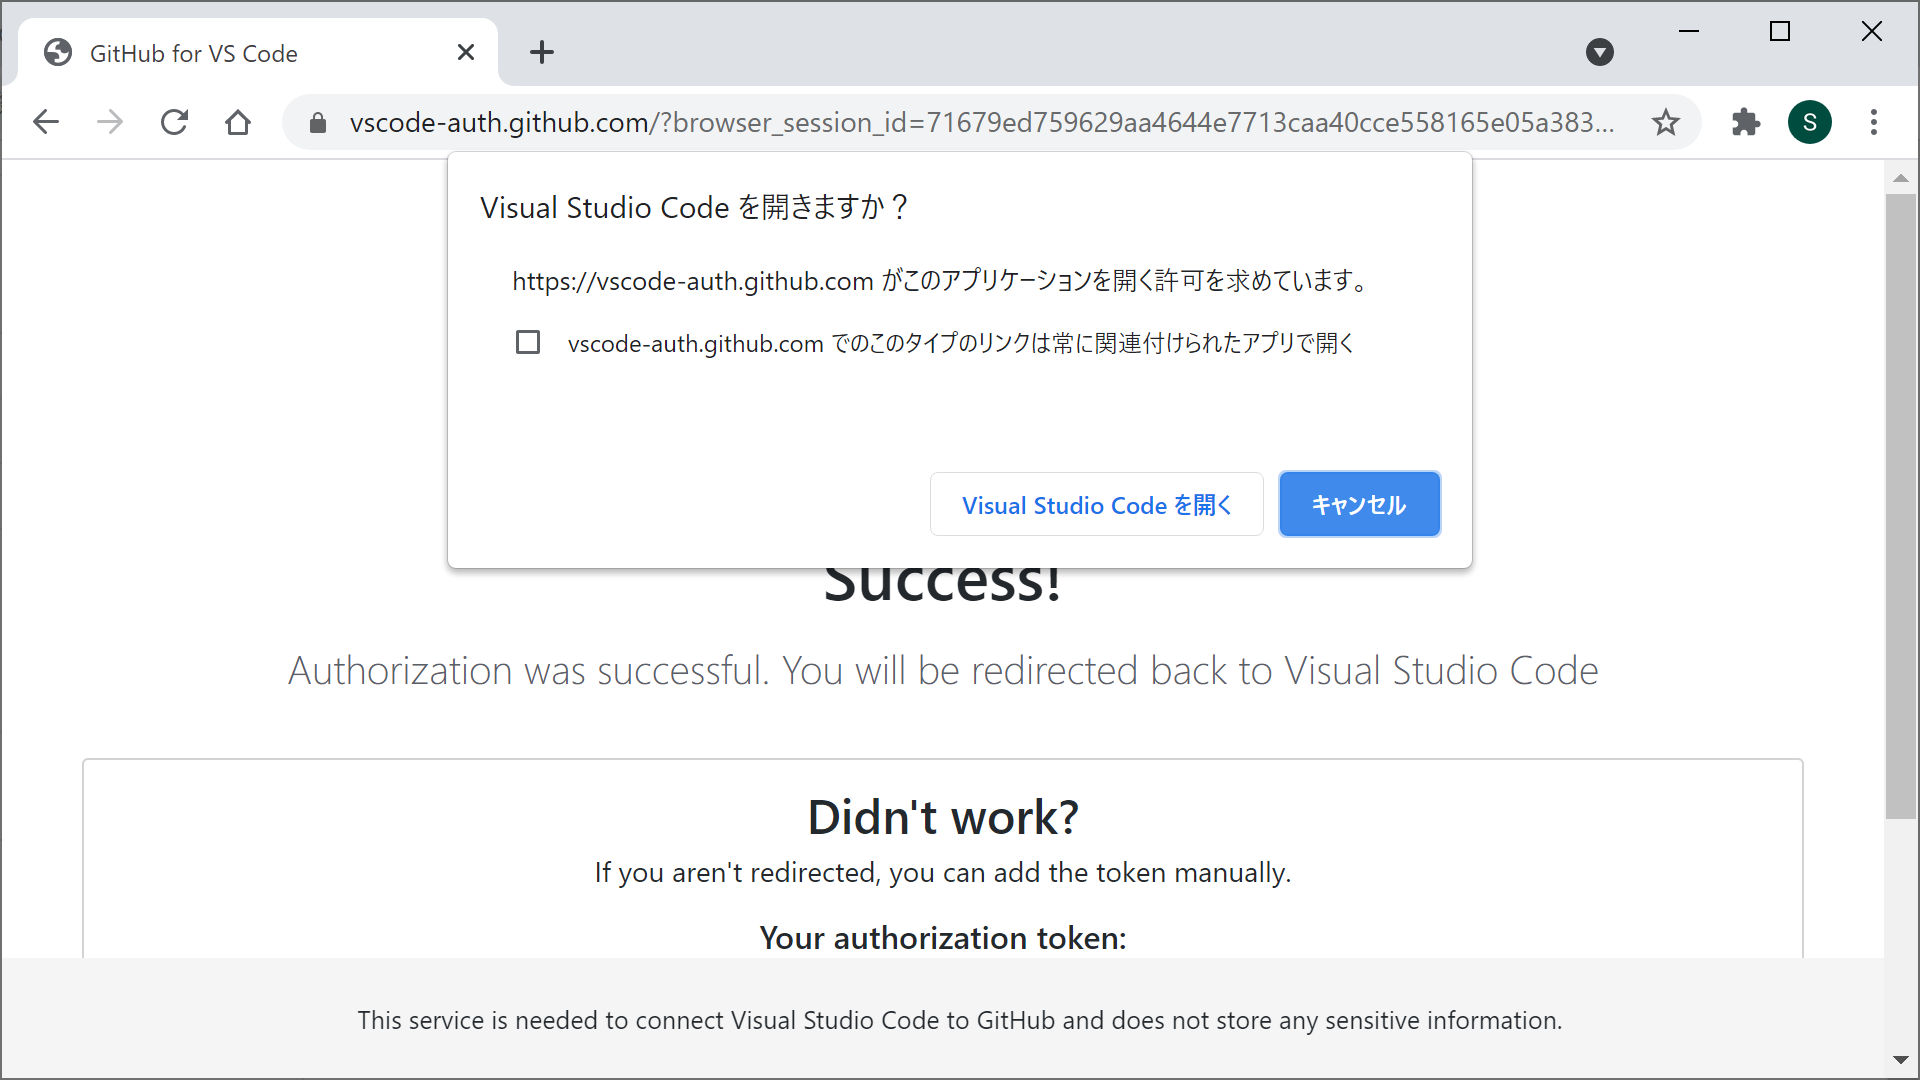 GitHub for VS Code
vscode-auth.github.com/?browser_session_id=71679ed759629aa4644e7713caa40cce558165e05a383...
S
Visual Studio Code を開きますか？
https://vscode-auth.github.com がこのアプリケーションを開く許可を求めています。
vscode-auth.github.com でのこのタイプのリンクは常に関連付けられたアプリで開く
Visual Studio Code を開く
キャンセル
Success!
Authorization was successful. You will be redirected back to Visual Studio Code
Didn't work?
If you aren't redirected, you can add the token manually.
Your authorization token:
This service is needed to connect Visual Studio Code to GitHub and does not store any sensitive information.